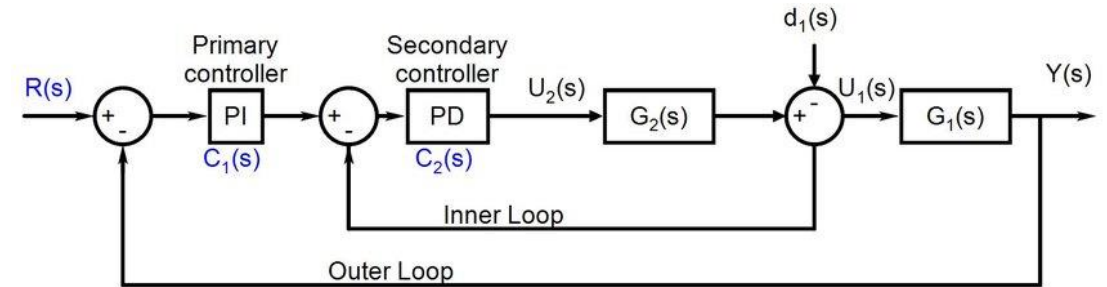 d₁(s)
Primary
controller
Secondary
controller
R(s)
+
-
PI
C₁(s)
+
-
PD
C₂(s)
U₂(s)
G₂(s)
-
+
U₁(s)
G₁(s)
Y(s)
Inner Loop
Outer Loop